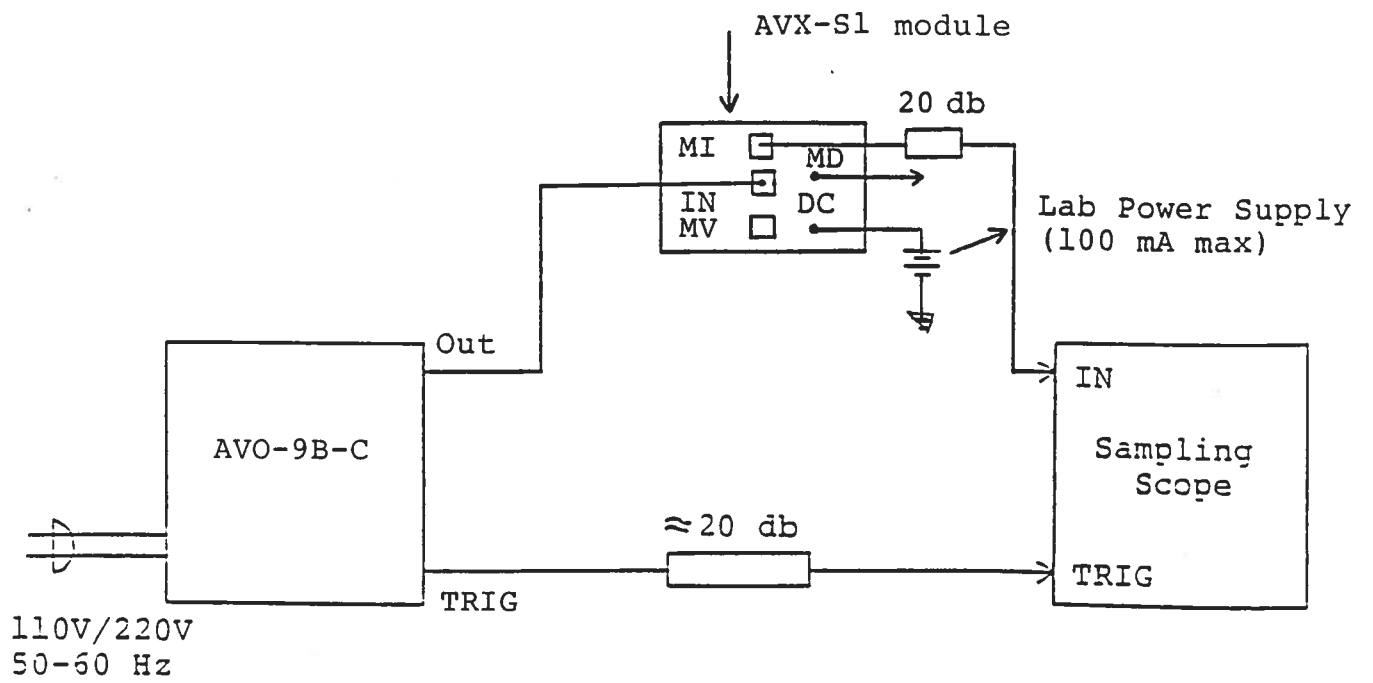 AVX-S1 module
20 db
MI
MD
IN
DC
MV
Lab Power Supply
(100 mA max)
Out
IN
AVO-9B-C
Sampling
Scope
≈20 db
TRIG
TRIG
110V/220V
50-60 Hz